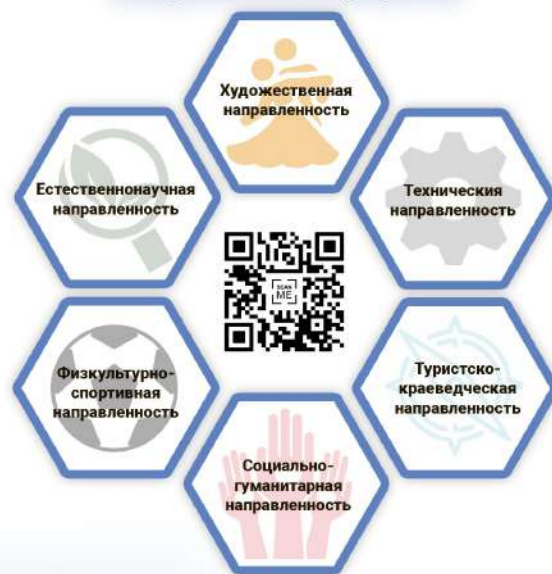 Художественная
направленность
Естественнонаучная
направленность
Техническия
направленность
SCAN
ME
Физкультурно-
спортивная
направленность
Туристско-
краеведческая
направленность
Социально-
гуманитарная
направленность